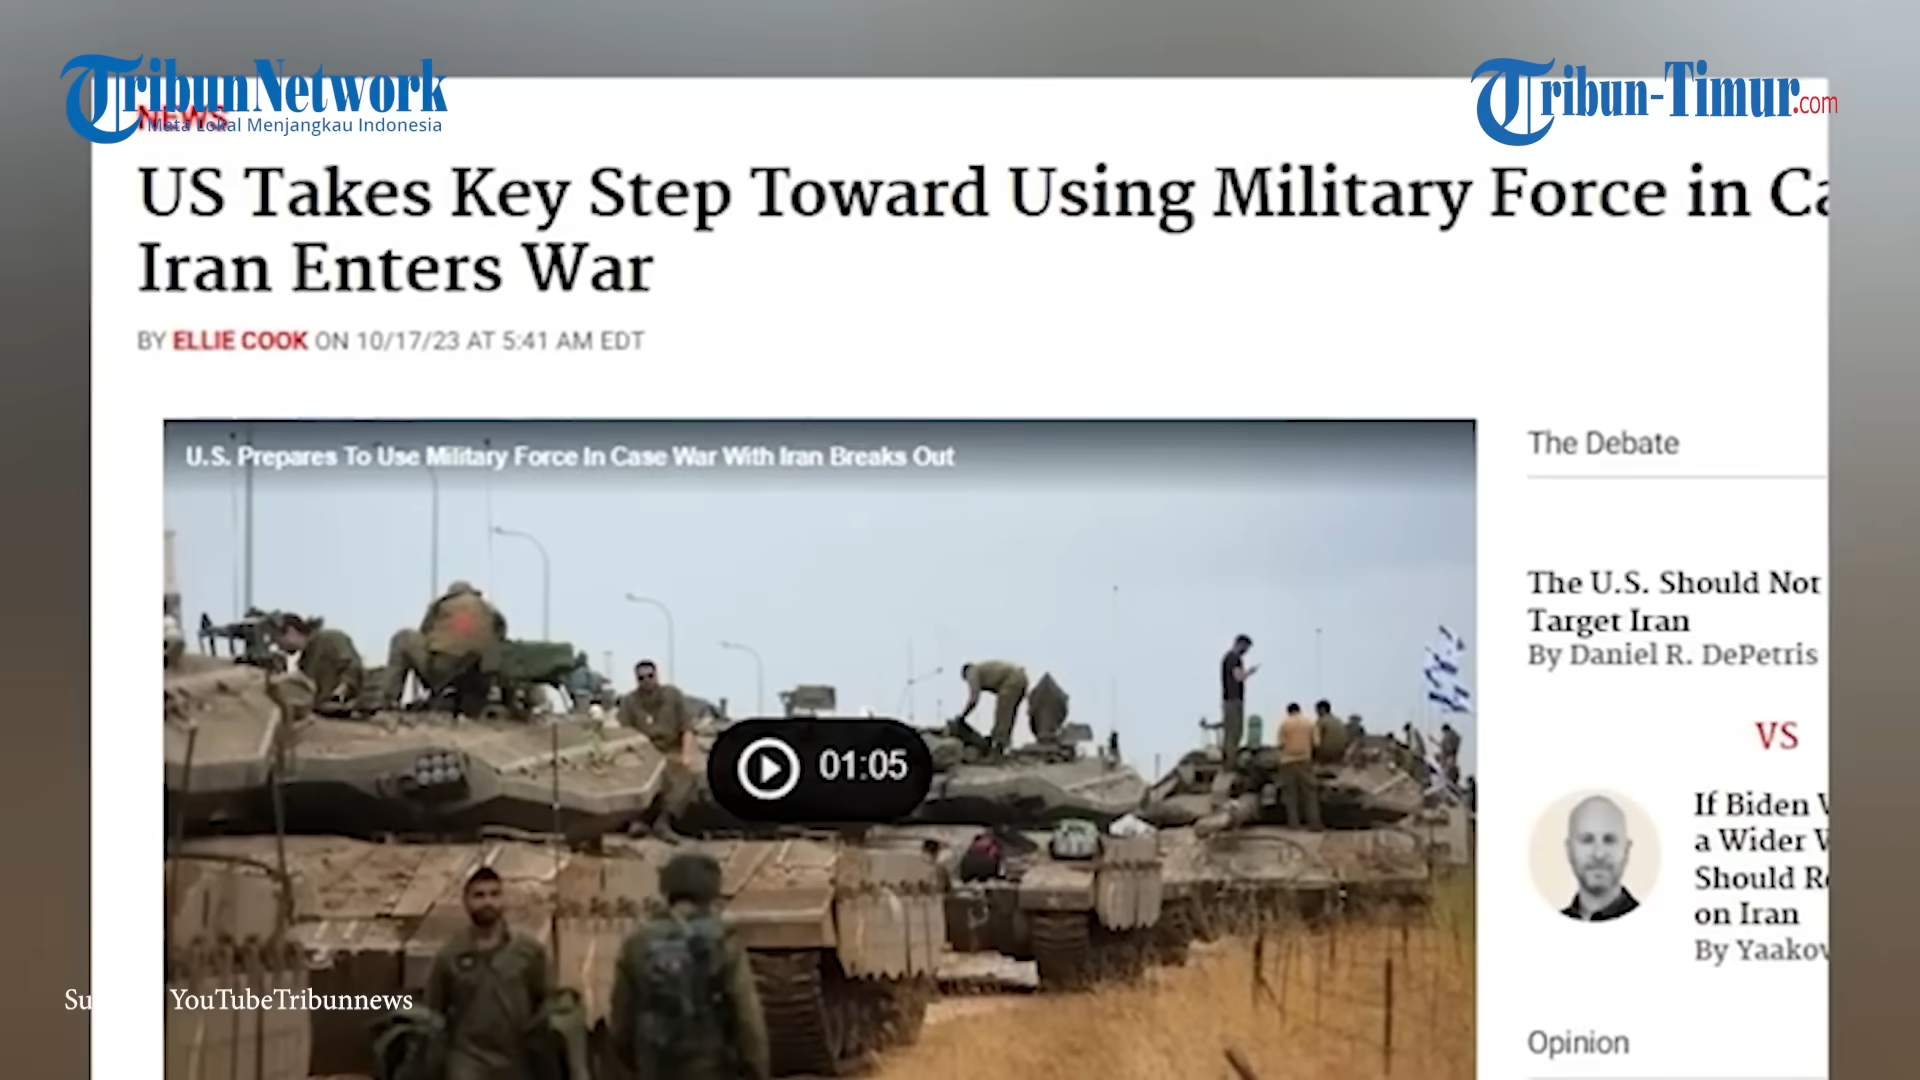 TribunNetwork
Mata Lokal Menjangkau Indonesia
NEWS
Tribun-Timur.com
US Takes Key Step Toward Using Military Force in Ca
Iran Enters War
BY ELLIE COOK ON 10/17/23 AT 5:41 AM EDT
U.S. Prepares To Use Military Force In Case War With Iran Breaks Out
01:05
The Debate
The U.S. Should Not
Target Iran
By Daniel R. DePetris
VS
If Biden
a Wider
Should
on Iran
By Yaakov
Opinion
YouTubeTribunnews